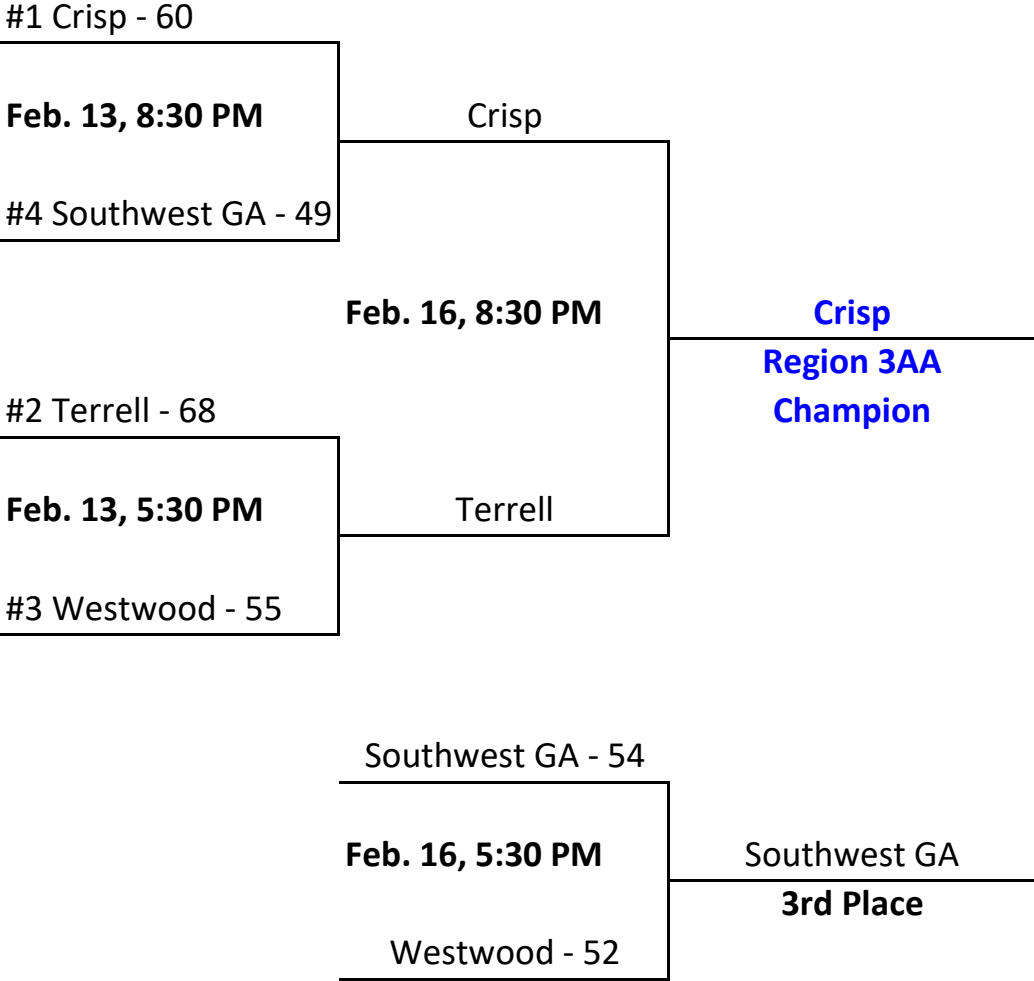 #1 Crisp - 60
Feb. 13, 8:30 PM
Crisp
#4 Southwest GA - 49
Feb. 16, 8:30 PM
Crisp
Region 3AA
Champion
#2 Terrell - 68
Feb. 13, 5:30 PM
Terrell
#3 Westwood - 55
Southwest GA - 54
Feb. 16, 5:30 PM
Southwest GA
3rd Place
Westwood - 52